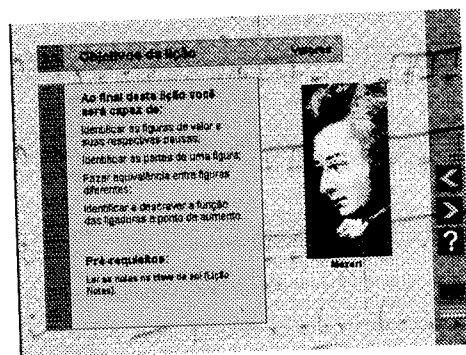 Objetivos da lição
Valores
Ao final desta lição você
será capaz de:
Identificar as figuras de valor e
suas respectivas pausas;
Identificar as partes de uma figura;
Fazer equivalência entre figuras
diferentes;
Identificar e descrever a função
das ligaduras e ponto de aumento.
Pré-requisitos:
Ler as notas na clave de sol (Lição
Notas).
Mozart
<
>
?